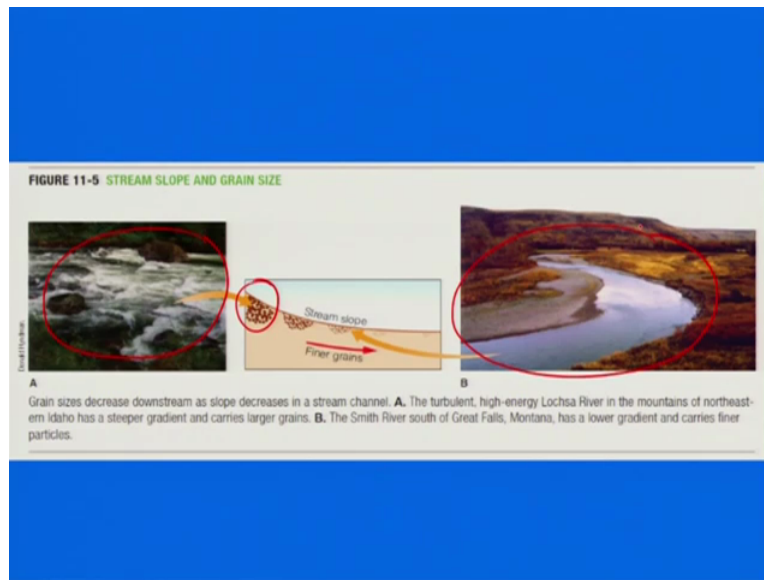 FIGURE 11-5 STREAM SLOPE AND GRAIN SIZE
Donald Hyndman
Stream slope
Finer grains
A
B
Grain sizes decrease downstream as slope decreases in a stream channel. A. The turbulent, high-energy Lochsa River in the mountains of northeast-
ern Idaho has a steeper gradient and carries larger grains. B. The Smith River south of Great Falls, Montana, has a lower gradient and carries finer
particles.